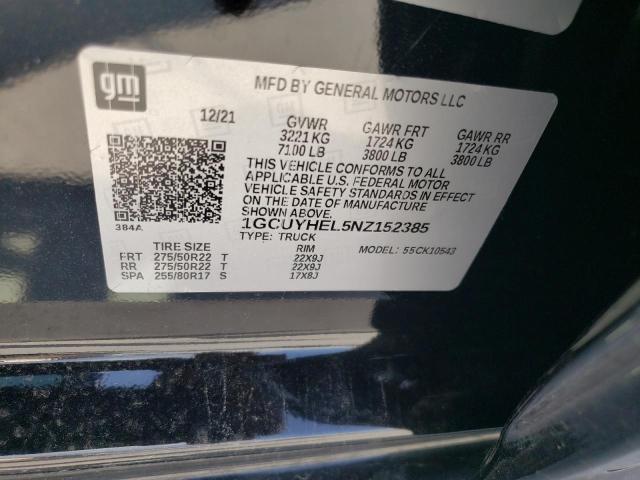 gm
MFD BY GENERAL MOTORS LLC
12/21 GVWR GAWR FRT GAWR RR
3221 KG 1724 KG 1724 KG
7100 LB 3800 LB 3800 LB
THIS VEHICLE CONFORMS TO ALL
APPLICABLE U.S. FEDERAL MOTOR
VEHICLE SAFETY STANDARDS IN EFFECT
ON THE DATE OF MANUFACTURE
SHOWN ABOVE.
384A 1GCUYHEL5NZ152385
TYPE: TRUCK MODEL: 55CK10543
TIRE SIZE RIM
FRT 275/50R22 T 22X9J
RR 275/50R22 T 22X9J
SPA 255/80R17 S 17X8J